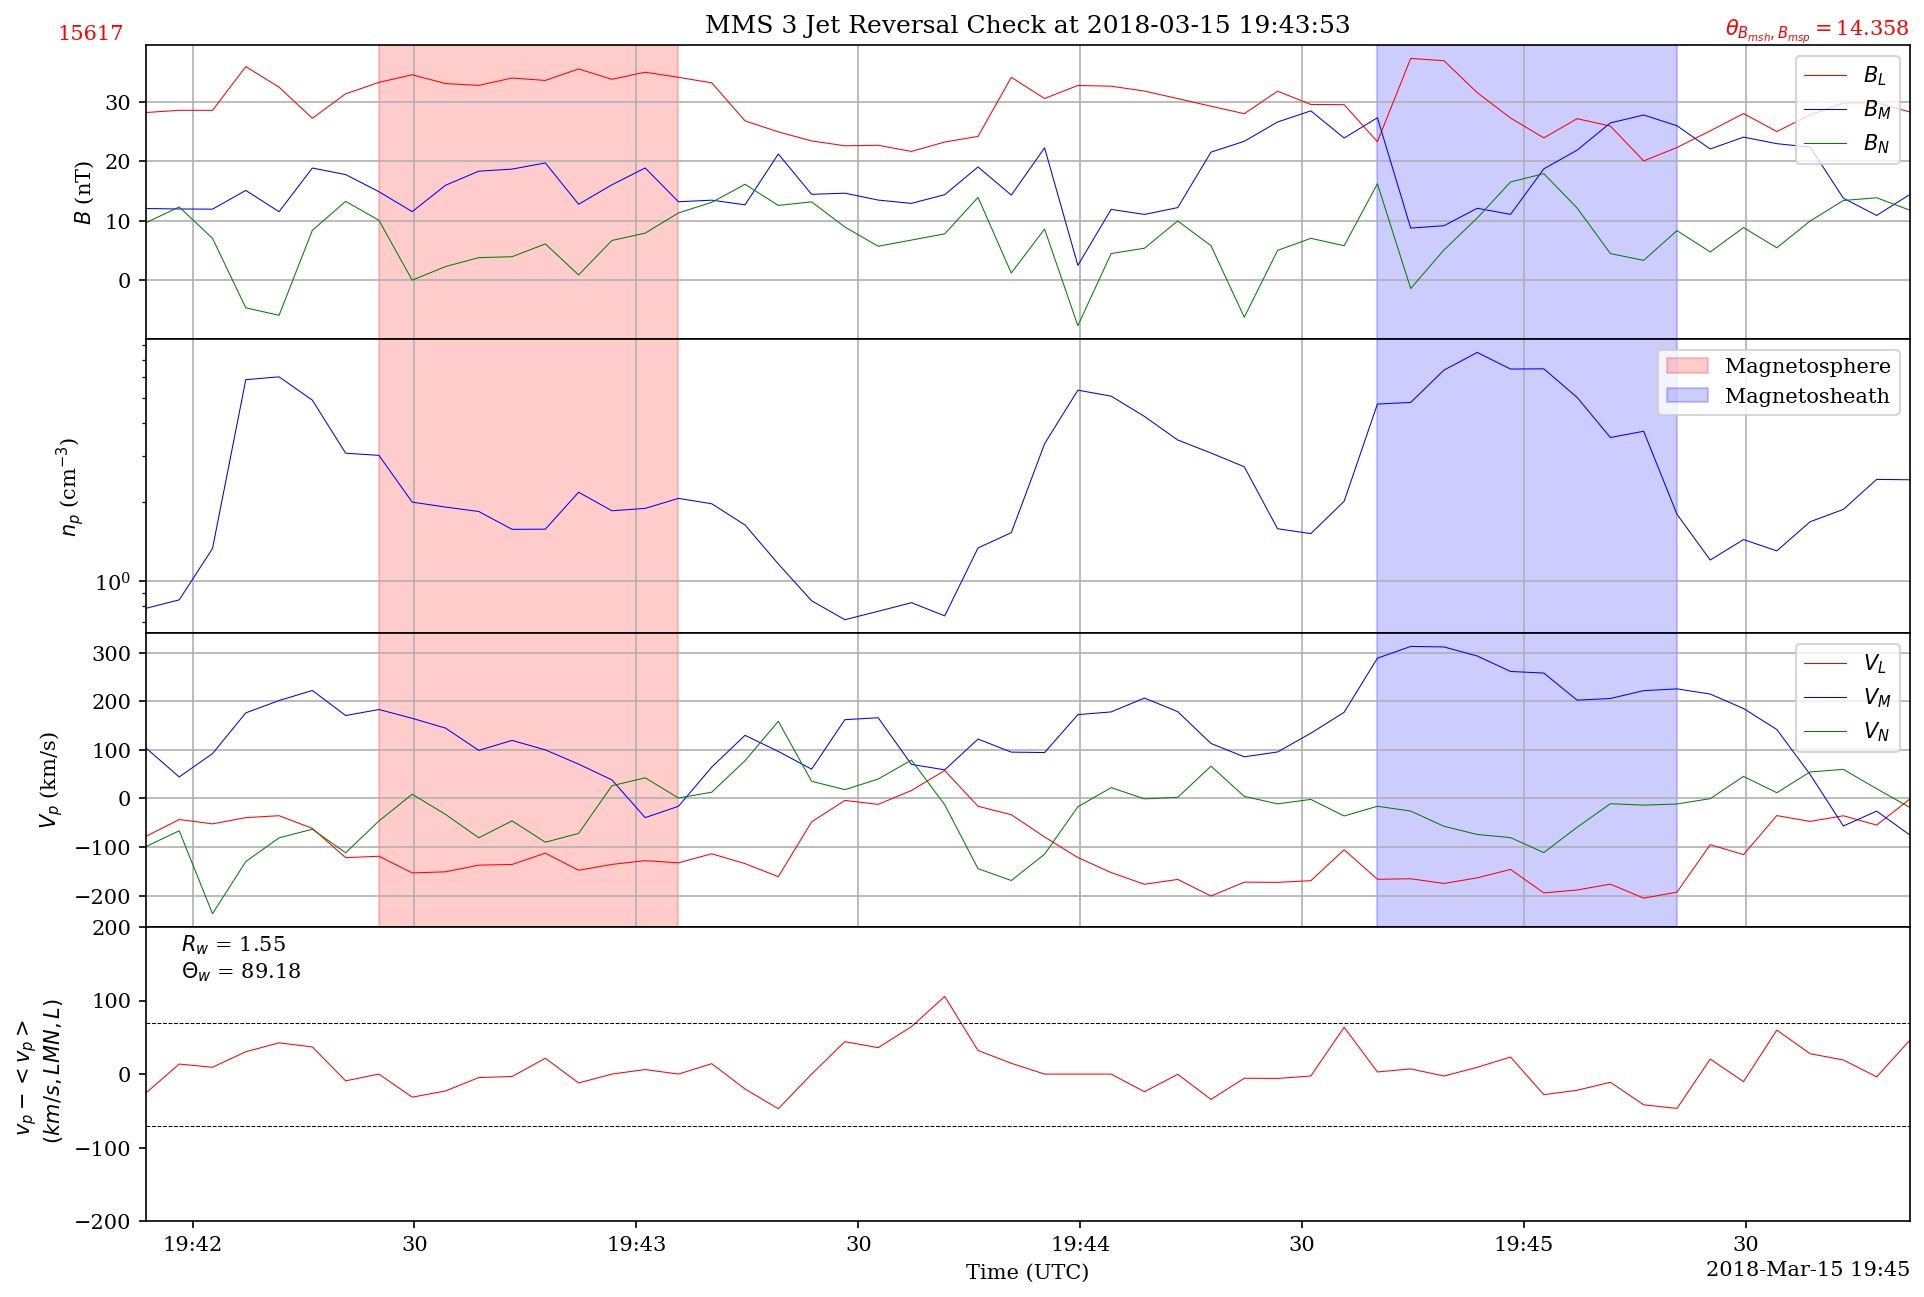 15617
MMS 3 Jet Reversal Check at 2018-03-15 19:43:53
θ_{B_{msh}, B_{msp}} = 14.358
30
20
10
0
B (nT)
B_L
B_M
B_N
10⁰
n_p (cm⁻³)
Magnetosphere
Magnetosheath
300
200
100
0
−100
−200
V_p (km/s)
V_L
V_M
V_N
200
100
0
−100
−200
v_p − <v_p>
(km/s, LMN, L)
R_w = 1.55
Θ_w = 89.18
19:42 30 19:43 30 19:44 30 19:45 30
Time (UTC)
2018-Mar-15 19:45